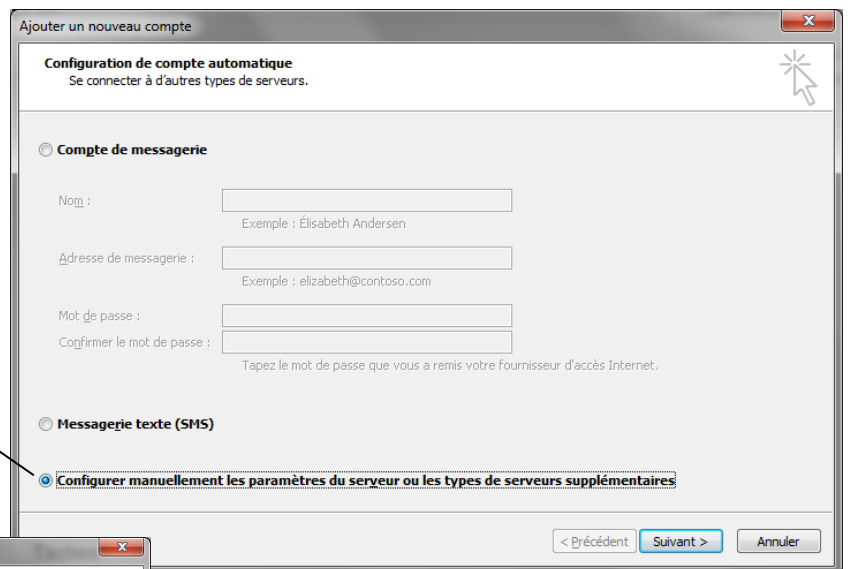 Ajouter un nouveau compte
Configuration de compte automatique
Se connecter à d'autres types de serveurs.
Compte de messagerie
Nom :
Exemple : Élisabeth Andersen
Adresse de messagerie :
Exemple : elizabeth@contoso.com
Mot de passe :
Confirmer le mot de passe :
Tapez le mot de passe que vous a remis votre fournisseur d'accès Internet.
Messagerie texte (SMS)
Configurer manuellement les paramètres du serveur ou les types de serveurs supplémentaires
< Précédent Suivant > Annuler